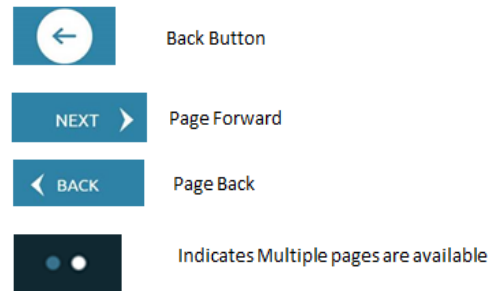 Back Button
NEXT Page Forward
BACK Page Back
Indicates Multiple pages are available